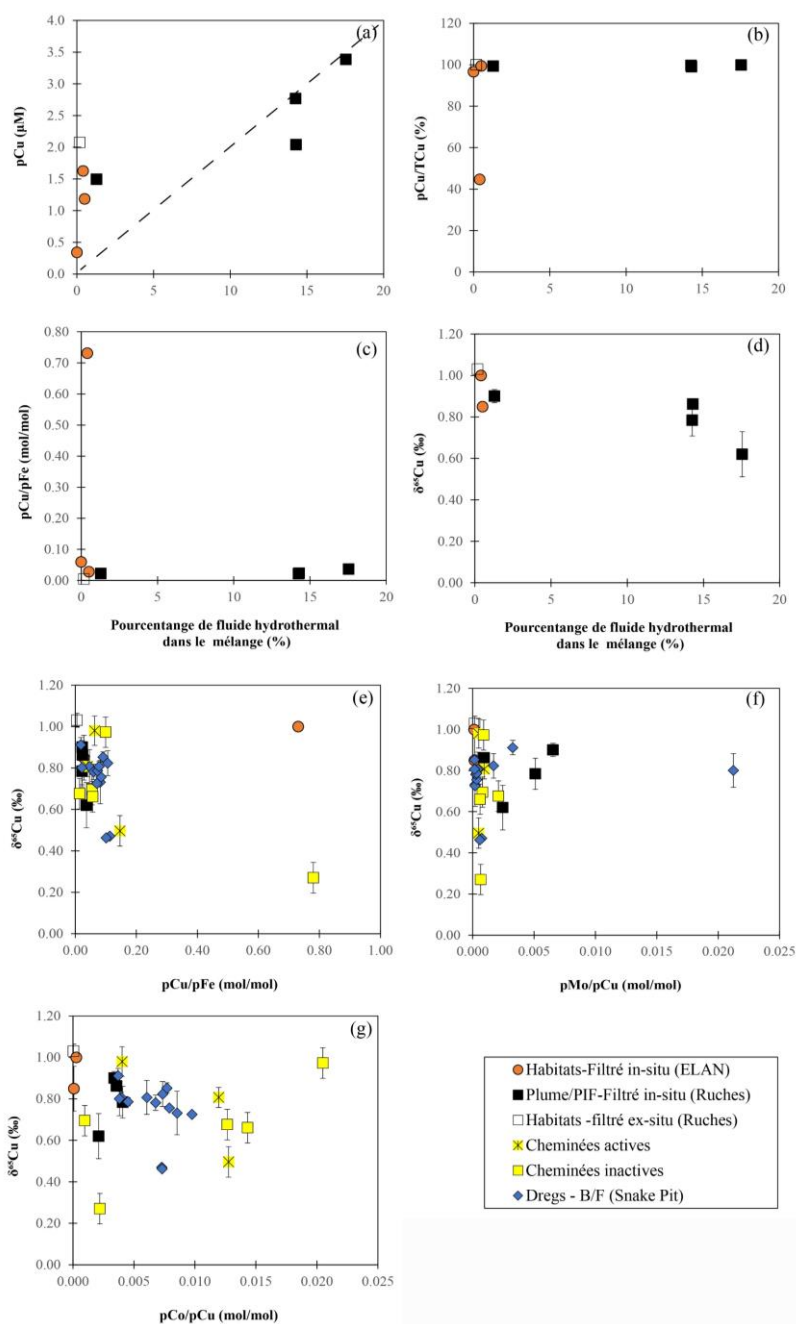 (a)
pCu (µM)
4.0
3.5
3.0
2.5
2.0
1.5
1.0
0.5
0.0
0 5 10 15 20
(b)
pCu/TCu (%)
120
100
80
60
40
20
0
0 5 10 15 20
(c)
pCu/pFe (mol/mol)
0.80
0.70
0.60
0.50
0.40
0.30
0.20
0.10
0.00
0 5 10 15 20
Pourcentange de fluide hydrothermal
dans le mélange (%)
(d)
δ⁶⁵Cu (‰)
1.20
1.00
0.80
0.60
0.40
0.20
0.00
0 5 10 15 20
Pourcentange de fluide hydrothermal
dans le mélange (%)
(e)
δ⁶⁵Cu (‰)
1.20
1.00
0.80
0.60
0.40
0.20
0.00
0.00 0.20 0.40 0.60 0.80 1.00
pCu/pFe (mol/mol)
(f)
δ⁶⁵Cu (‰)
1.20
1.00
0.80
0.60
0.40
0.20
0.00
0.000 0.005 0.010 0.015 0.020 0.025
pMo/pCu (mol/mol)
(g)
δ⁶⁵Cu (‰)
1.20
1.00
0.80
0.60
0.40
0.20
0.00
0.000 0.005 0.010 0.015 0.020 0.025
pCo/pCu (mol/mol)
Habitats-Filtré in-situ (ELAN)
Plume/PIF-Filtré in-situ (Ruches)
Habitats -filtré ex-situ (Ruches)
Cheminées actives
Cheminées inactives
Dregs - B/F (Snake Pit)